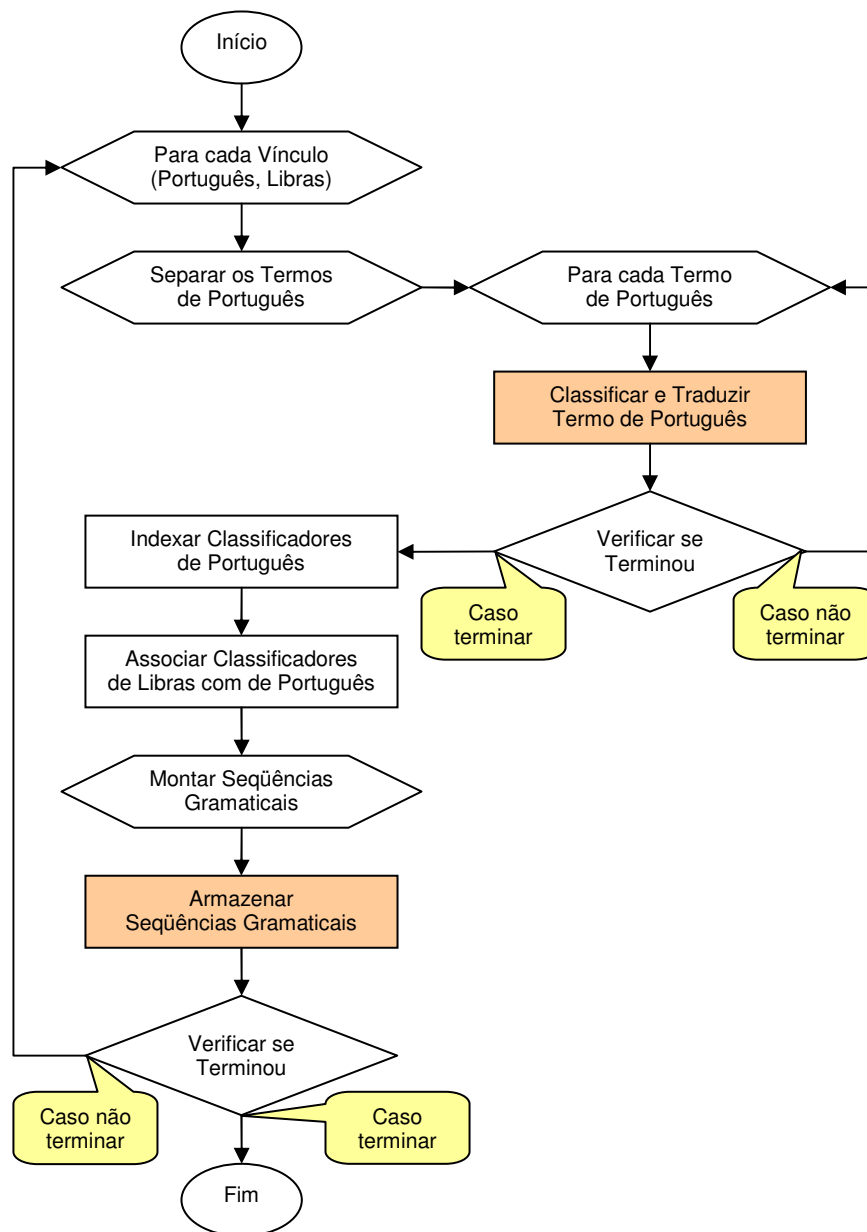 Início
Para cada Vínculo
(Português, Libras)
Separar os Termos
de Português
Para cada Termo
de Português
Classificar e Traduzir
Termo de Português
Verificar se
Terminou
Caso
terminar
Caso não
terminar
Indexar Classificadores
de Português
Associar Classificadores
de Libras com de Português
Montar Seqüências
Gramaticais
Armazenar
Seqüências Gramaticais
Verificar se
Terminou
Caso não
terminar
Caso
terminar
Fim